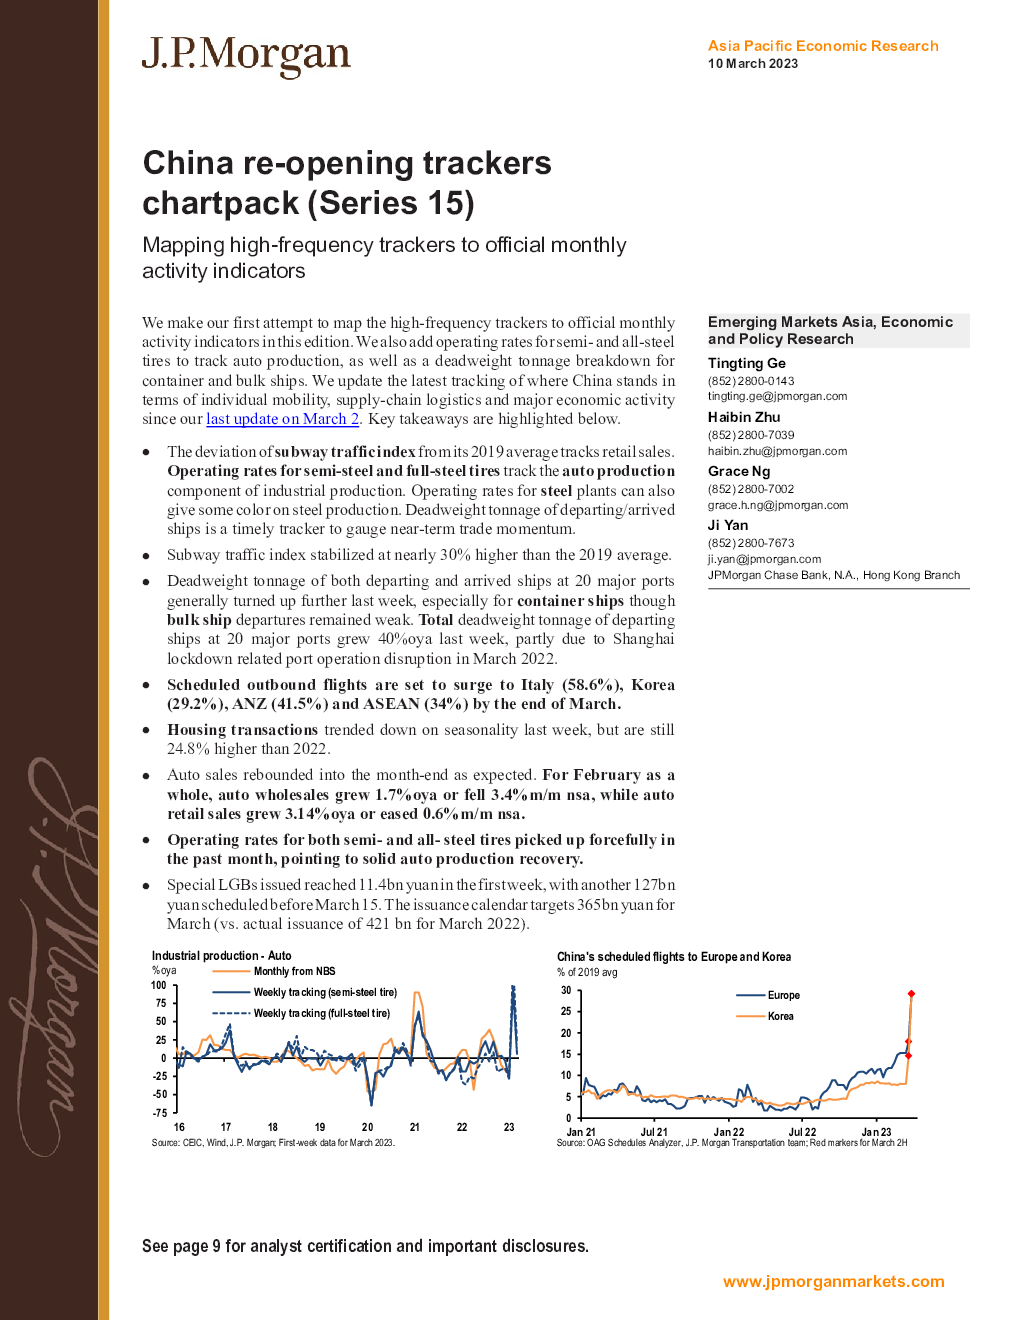 J.P.Morgan
Asia Pacific Economic Research
10 March 2023
China re-opening trackers
chartpack (Series 15)
Mapping high-frequency trackers to official monthly
activity indicators
We make our first attempt to map the high-frequency trackers to official monthly
activity indicators in this edition. We also add operating rates for semi- and all-steel
tires to track auto production, as well as a deadweight tonnage breakdown for
container and bulk ships. We update the latest tracking of where China stands in
terms of individual mobility, supply-chain logistics and major economic activity
since our last update on March 2. Key takeaways are highlighted below.
● The deviation of subway traffic index from its 2019 average tracks retail sales.
Operating rates for semi-steel and full-steel tires track the auto production
component of industrial production. Operating rates for steel plants can also
give some color on steel production. Deadweight tonnage of departing/arrived
ships is a timely tracker to gauge near-term trade momentum.
● Subway traffic index stabilized at nearly 30% higher than the 2019 average.
● Deadweight tonnage of both departing and arrived ships at 20 major ports
generally turned up further last week, especially for container ships though
bulk ship departures remained weak. Total deadweight tonnage of departing
ships at 20 major ports grew 40%oya last week, partly due to Shanghai
lockdown related port operation disruption in March 2022.
● Scheduled outbound flights are set to surge to Italy (58.6%), Korea
(29.2%), ANZ (41.5%) and ASEAN (34%) by the end of March.
● Housing transactions trended down on seasonality last week, but are still
24.8% higher than 2022.
● Auto sales rebounded into the month-end as expected. For February as a
whole, auto wholesales grew 1.7%oya or fell 3.4%m/m nsa, while auto
retail sales grew 3.14%oya or eased 0.6%m/m nsa.
● Operating rates for both semi- and all- steel tires picked up forcefully in
the past month, pointing to solid auto production recovery.
● Special LGBs issued reached 11.4bn yuan in the first week, with another 127bn
yuan scheduled before March 15. The issuance calendar targets 365bn yuan for
March (vs. actual issuance of 421 bn for March 2022).
Emerging Markets Asia, Economic
and Policy Research
Tingting Ge
(852) 2800-0143
tingting.ge@jpmorgan.com
Haibin Zhu
(852) 2800-7039
haibin.zhu@jpmorgan.com
Grace Ng
(852) 2800-7002
grace.h.ng@jpmorgan.com
Ji Yan
(852) 2800-7673
ji.yan@jpmorgan.com
JPMorgan Chase Bank, N.A., Hong Kong Branch
Industrial production - Auto
%oya
Monthly from NBS
Weekly tracking (semi-steel tire)
Weekly tracking (full-steel tire)
100
75
50
25
0
-25
-50
-75
16 17 18 19 20 21 22 23
Source: CEIC, Wind, J.P. Morgan; First-week data for March 2023.
China's scheduled flights to Europe and Korea
% of 2019 avg
Europe
Korea
30
25
20
15
10
5
0
Jan 21 Jul 21 Jan 22 Jul 22 Jan 23
Source: OAG Schedules Analyzer, J.P. Morgan Transportation team; Red markers for March 2H
J.P.Morgan
See page 9 for analyst certification and important disclosures.
www.jpmorganmarkets.com